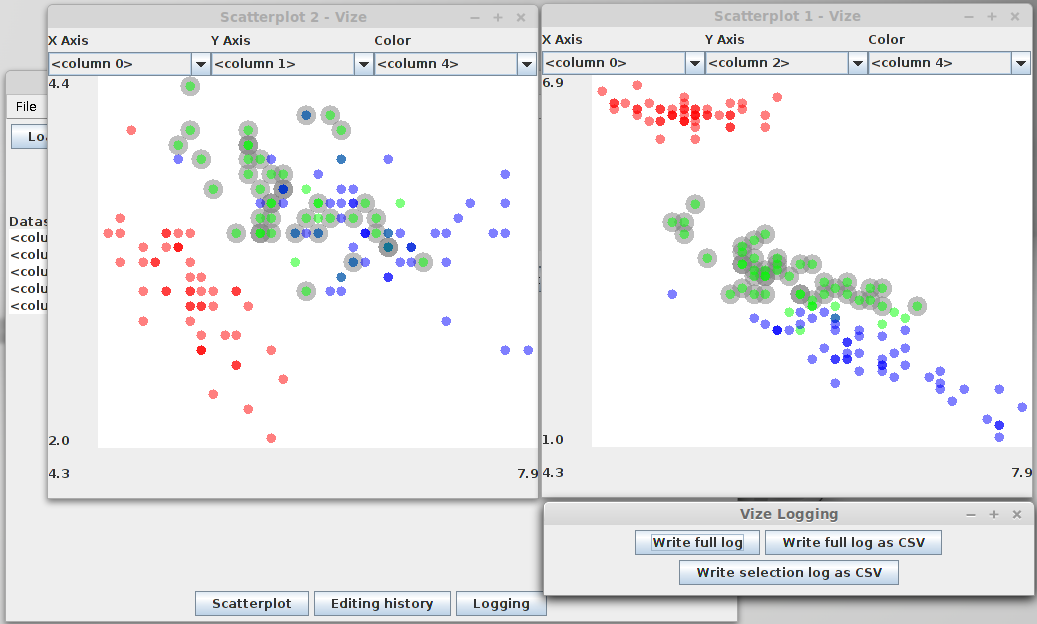 Scatterplot 2 - Vize
X Axis Y Axis Color
<column 0> <column 1> <column 4>
4.4
2.0
4.3 7.9
Scatterplot 1 - Vize
X Axis Y Axis Color
<column 0> <column 2> <column 4>
6.9
1.0
4.3 7.9
File
Loa
Datas
<colu
<colu
<colu
<colu
<colu
Vize Logging
Write full log Write full log as CSV
Write selection log as CSV
Scatterplot Editing history Logging